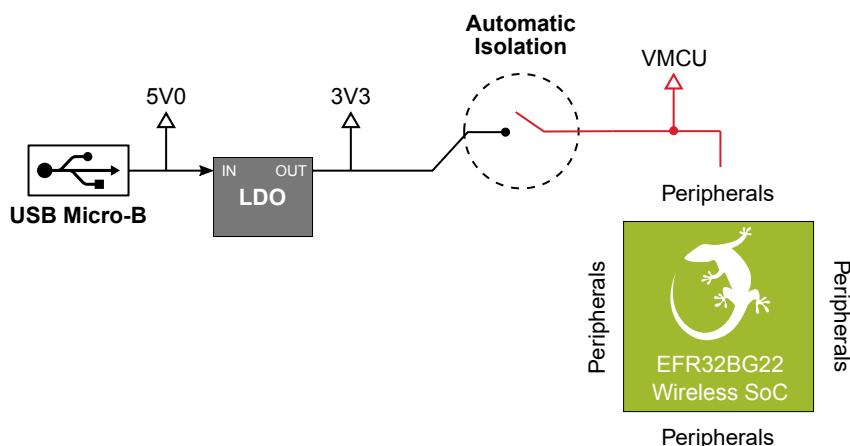 Automatic
Isolation
5V0
3V3
VMCU
IN
OUT
LDO
USB Micro-B
Peripherals
Peripherals
Peripherals
EFR32BG22
Wireless SoC
Peripherals